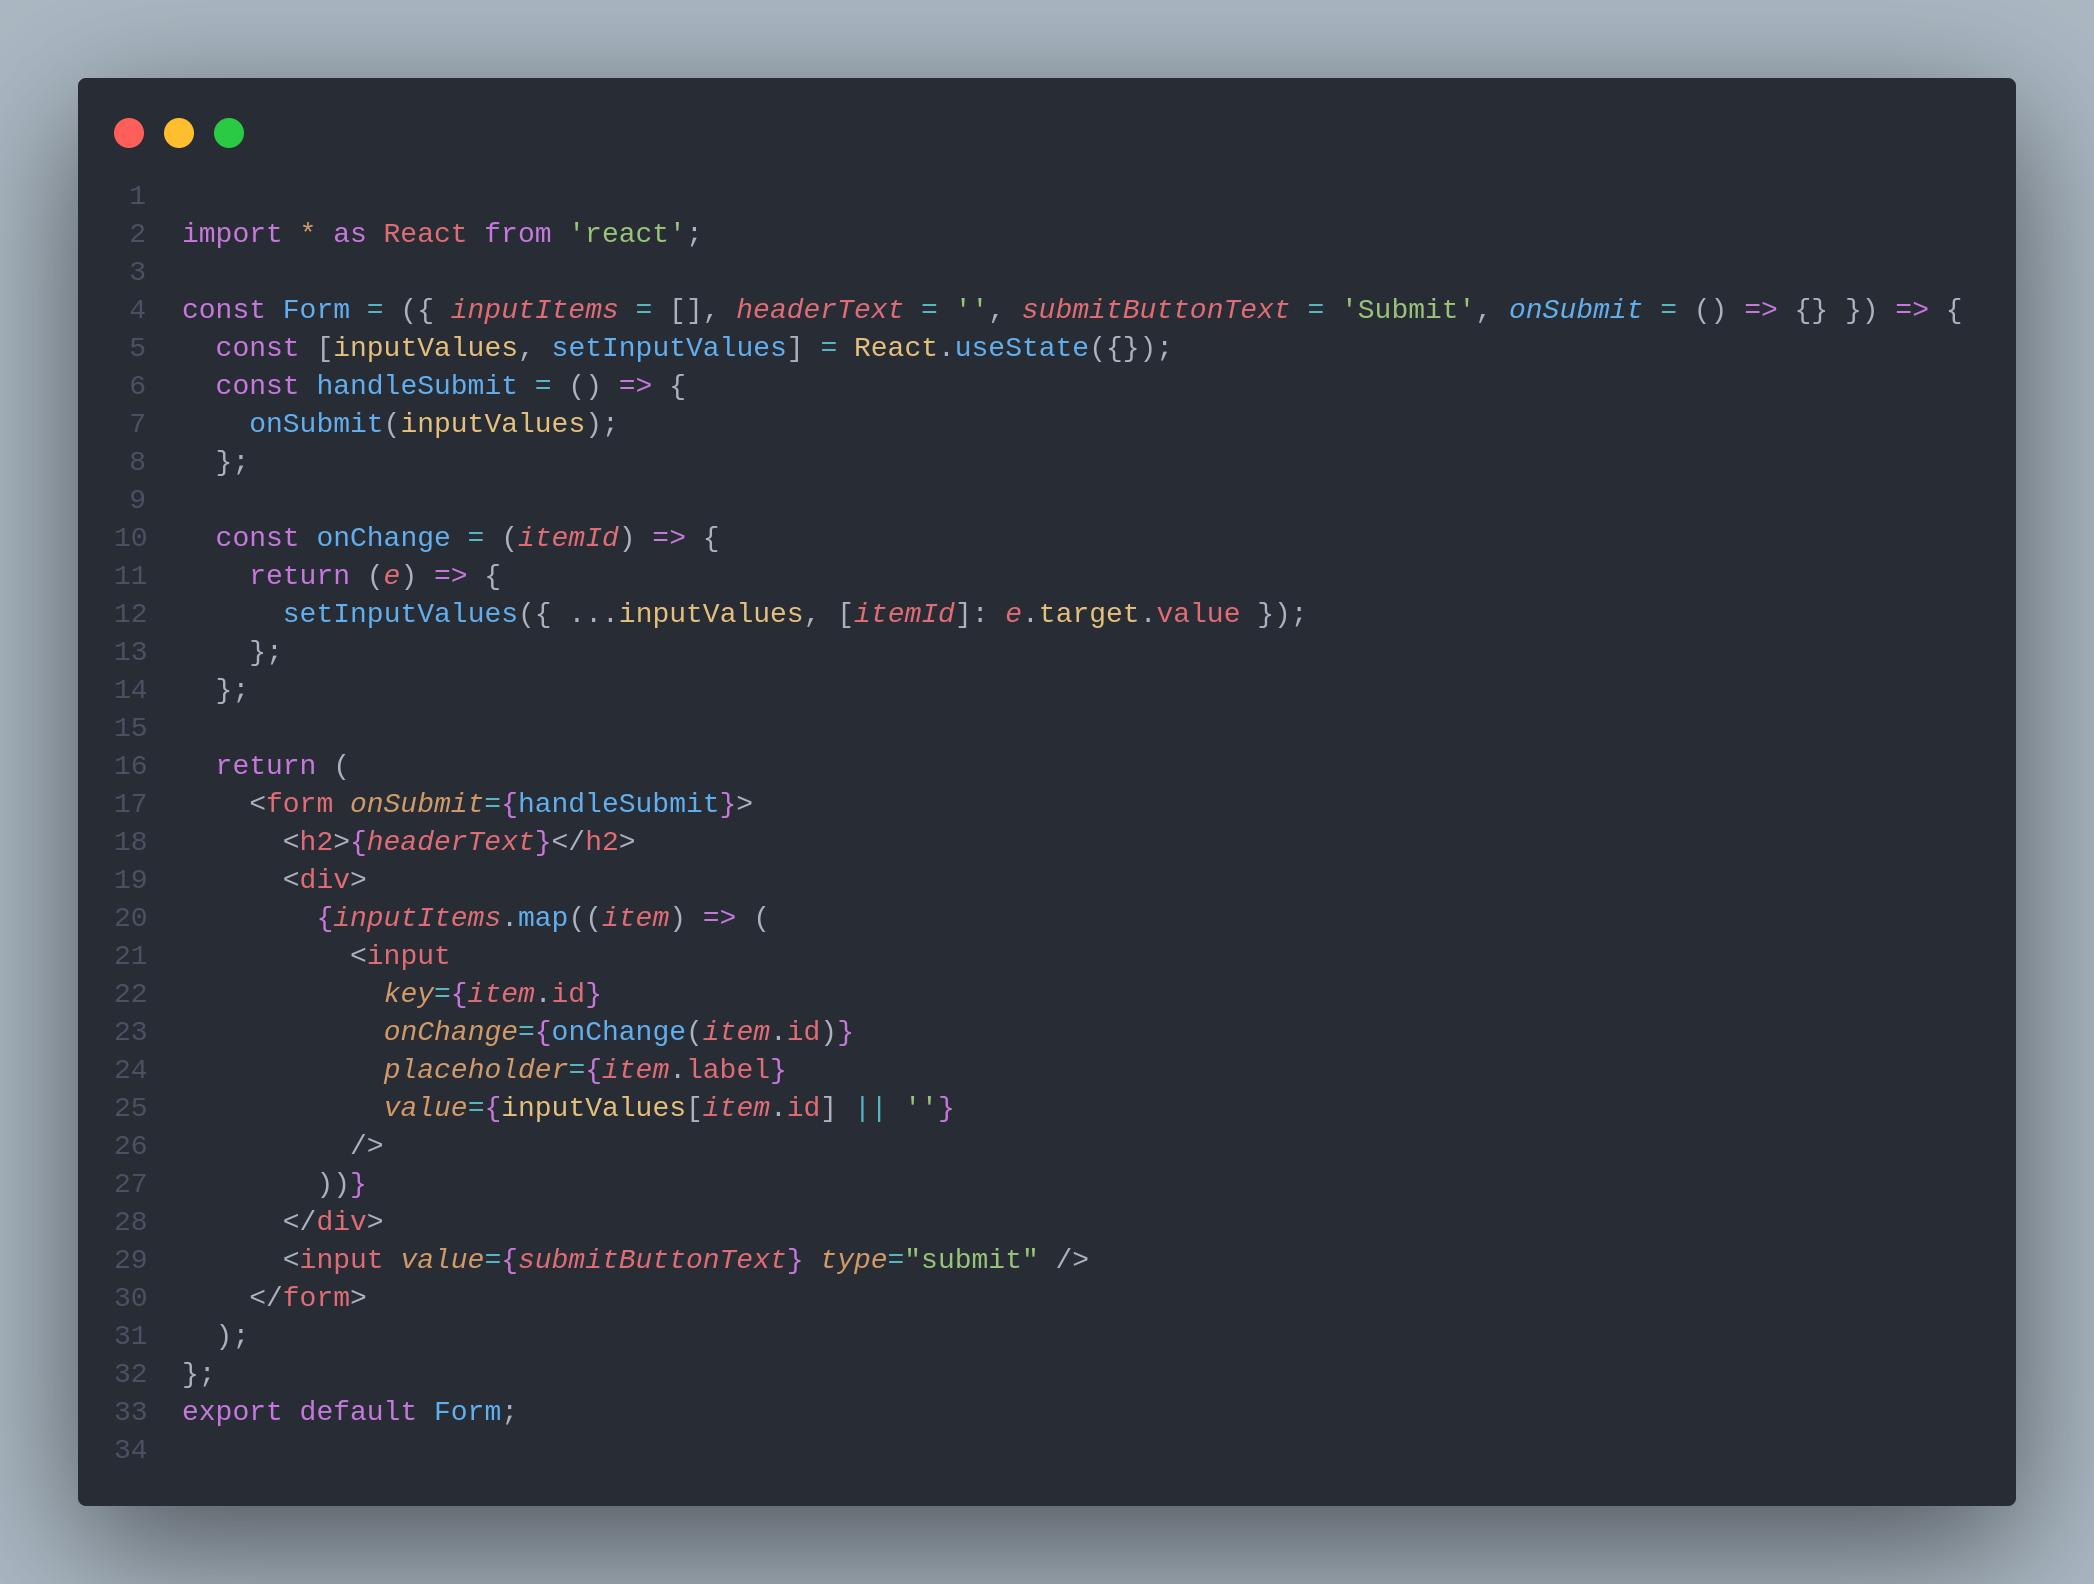 1
2 import * as React from 'react';
3
4 const Form = ({ inputItems = [], headerText = '', submitButtonText = 'Submit', onSubmit = () => {} }) => {
5   const [inputValues, setInputValues] = React.useState({});
6   const handleSubmit = () => {
7     onSubmit(inputValues);
8   };
9
10   const onChange = (itemId) => {
11     return (e) => {
12       setInputValues({ ...inputValues, [itemId]: e.target.value });
13     };
14   };
15
16   return (
17     <form onSubmit={handleSubmit}>
18       <h2>{headerText}</h2>
19       <div>
20         {inputItems.map((item) => (
21           <input
22             key={item.id}
23             onChange={onChange(item.id)}
24             placeholder={item.label}
25             value={inputValues[item.id] || ''}
26           />
27         ))}
28       </div>
29       <input value={submitButtonText} type="submit" />
30     </form>
31   );
32 };
33 export default Form;
34